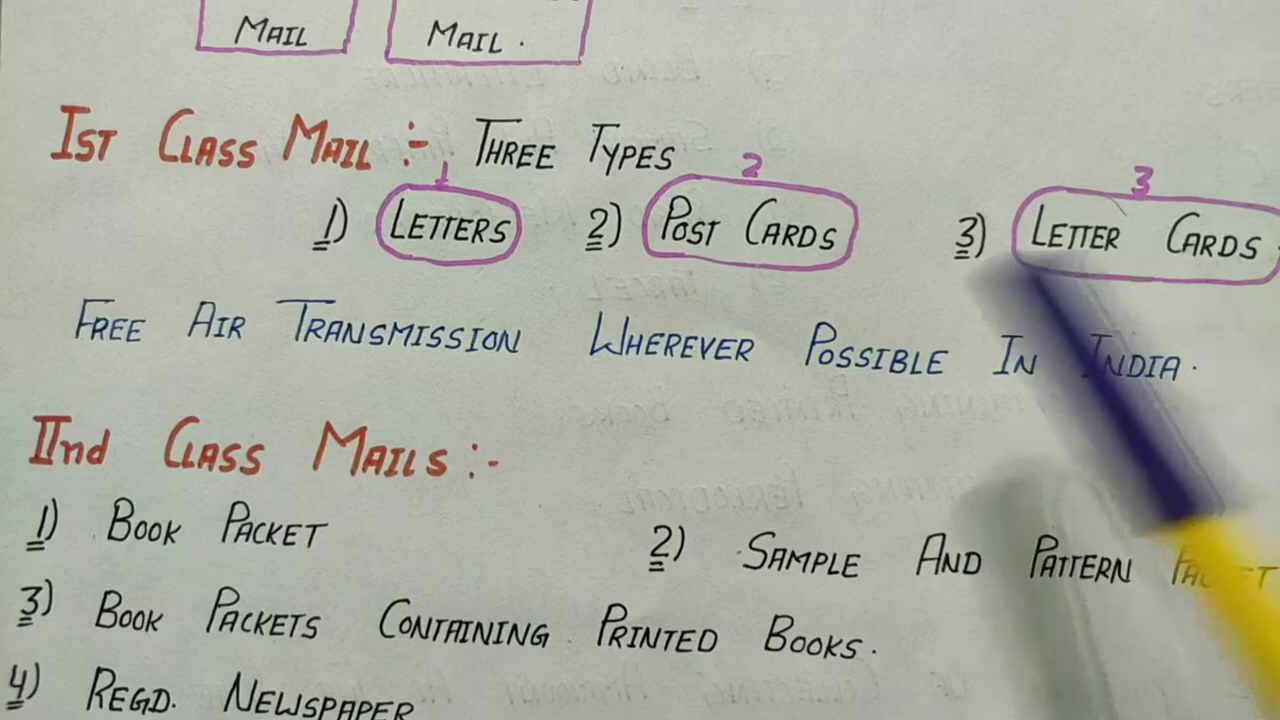 MAIL MAIL.
IST CLASS MAIL :- THREE TYPES
1 2 3
1) LETTERS 2) POST CARDS 3) LETTER CARDS.
FREE AIR TRANSMISSION WHEREVER POSSIBLE IN INDIA.
IInd CLASS MAILS :-
1) BOOK PACKET 2) SAMPLE AND PATTERN PACKET
3) BOOK PACKETS CONTAINING PRINTED BOOKS.
4) REGD. NEWSPAPER